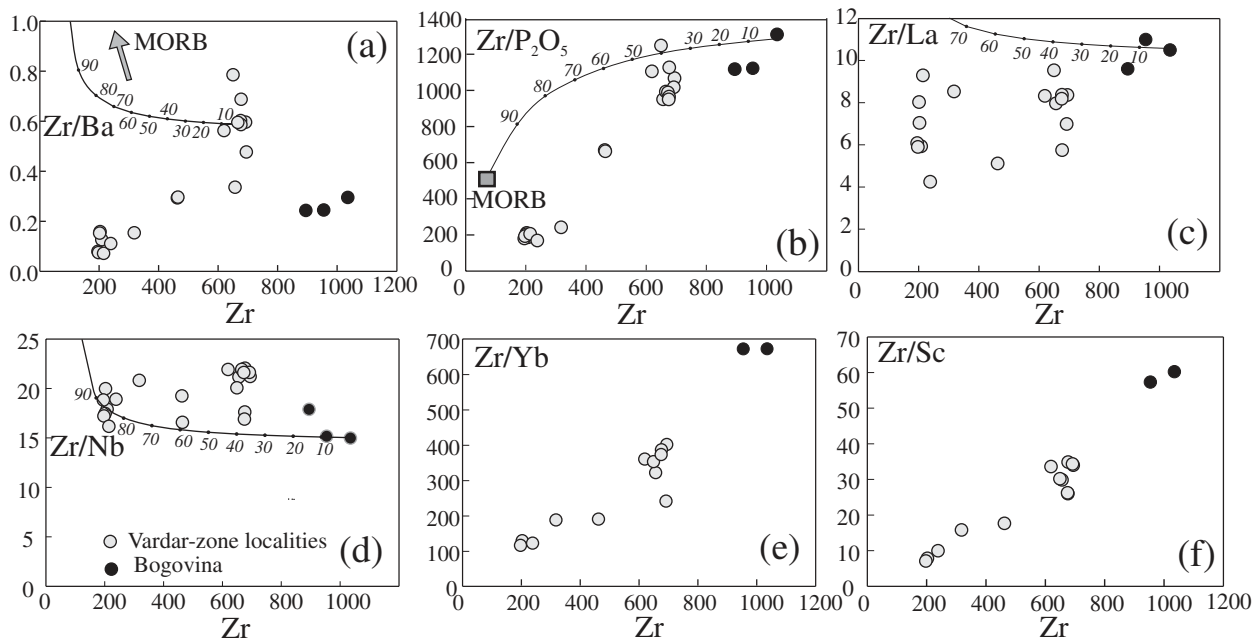 1.0
0.8
0.6
0.4
0.2
0.0
MORB
(a)
90
80
70
60
50
40
30
20
10
Zr/Ba
200 400 600 800 1000 1200
Zr
1400
1200
1000
800
600
400
200
0
Zr/P₂O₅
90
80
70
60
50
40
30
20
10
MORB
(b)
0 200 400 600 800 1000
Zr
12
10
8
6
4
2
0
Zr/La
70
60
50
40
30
20
10
(c)
0 200 400 600 800 1000
Zr
25
20
15
10
5
0
90
80
70
60
50
40
30
20
10
Zr/Nb
Vardar-zone localities
Bogovina
(d)
200 400 600 800 1000
Zr
700
600
500
400
300
200
100
0
Zr/Yb
(e)
0 200 400 600 800 1000
Zr
70
60
50
40
30
20
10
0
Zr/Sc
(f)
0 200 400 600 800 1000 1200
Zr